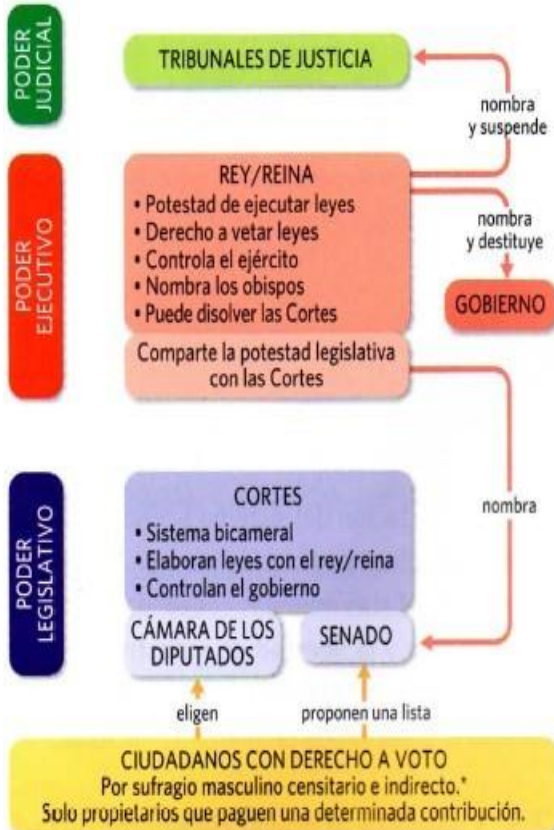 PODER
JUDICIAL
TRIBUNALES DE JUSTICIA
nombra
y suspende
PODER
EJECUTIVO
REY/REINA
• Potestad de ejecutar leyes
• Derecho a vetar leyes
• Controla el ejército
• Nombra los obispos
• Puede disolver las Cortes
nombra
y destituye
GOBIERNO
Comparte la potestad legislativa
con las Cortes
nombra
PODER
LEGISLATIVO
CORTES
• Sistema bicameral
• Elaboran leyes con el rey/reina
• Controlan el gobierno
CÁMARA DE LOS
DIPUTADOS
SENADO
eligen
proponen una lista
CIUDADANOS CON DERECHO A VOTO
Por sufragio masculino censitario e indirecto.*
Solo propietarios que paguen una determinada contribución.